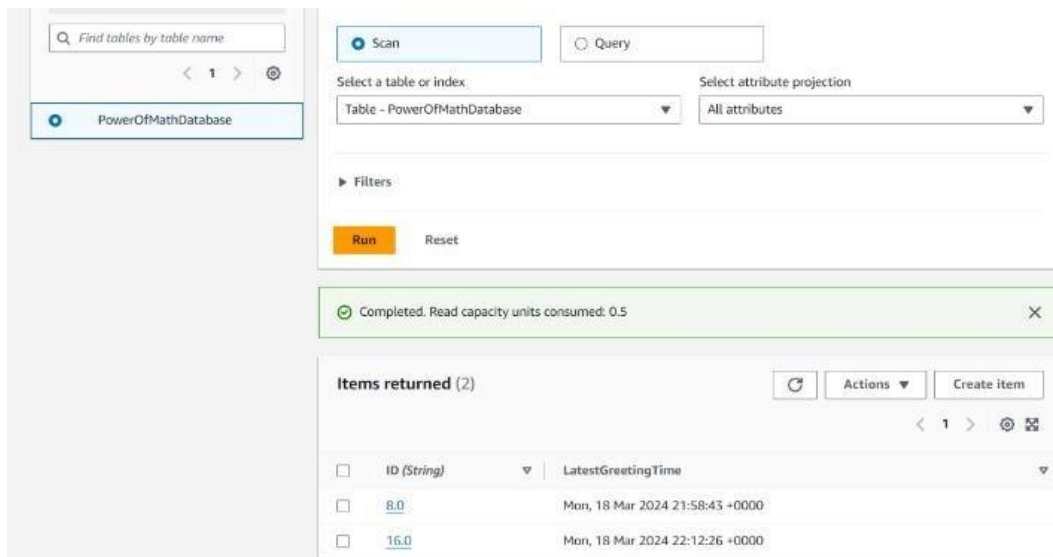 Find tables by table name
< 1 >
PowerOfMathDatabase
Scan
Query
Select a table or index
Select attribute projection
Table - PowerOfMathDatabase
All attributes
Filters
Run
Reset
Completed. Read capacity units consumed: 0.5
Items returned (2)
Actions
Create item
< 1 >
ID (String)
LatestGreetingTime
8.0
Mon, 18 Mar 2024 21:58:43 +0000
16.0
Mon, 18 Mar 2024 22:12:26 +0000